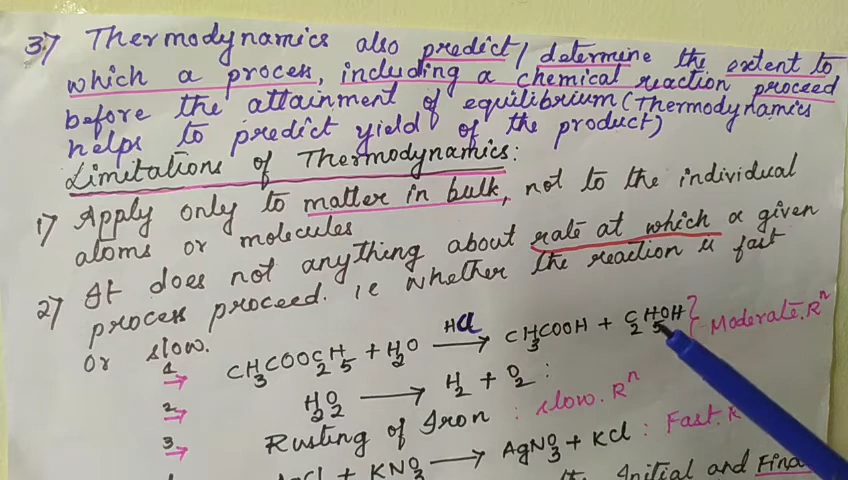 3) Thermodynamics also predict/ determine the extent to
which a process, including a chemical reaction proceed
before the attainment of equilibrium (Thermodynamics
helps to predict yield of the product)
Limitations of Thermodynamics:
1) Apply only to matter in bulk, not to the individual
atoms or molecules
2) It does not anything about rate at which a given
process proceed. ie whether the reaction is fast
or slow.
1 → CH3COOC2H5 + H2O —HCl→ CH3COOH + C2H5OH } Moderate.Rⁿ
2 → H2O2 → H2 + O2 :
3 → Rusting of Iron : slow.Rⁿ
+ KNO3 → AgNO3 + KCl : Fast.R
Initial and